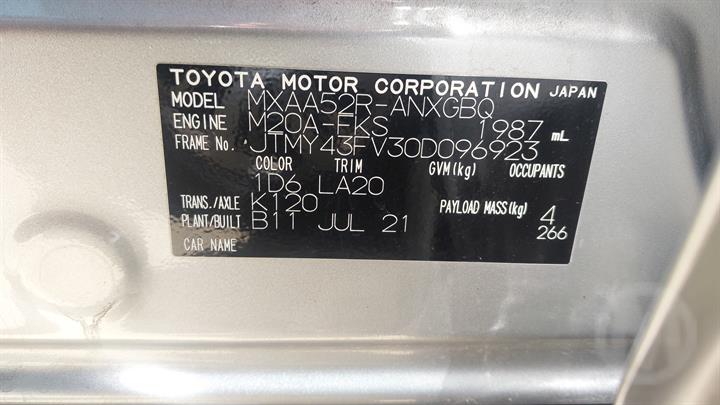 TOYOTA MOTOR CORPORATION JAPAN
MODEL MXAA52R-ANXGBQ
ENGINE M20A-FKS 1987 mL
FRAME No. JTMY43FV30D096923
COLOR TRIM GVM(kg) OCCUPANTS
1D6 LA20
TRANS./AXLE K120 PAYLOAD MASS(kg) 4
PLANT/BUILT B11 JUL 21 266
CAR NAME